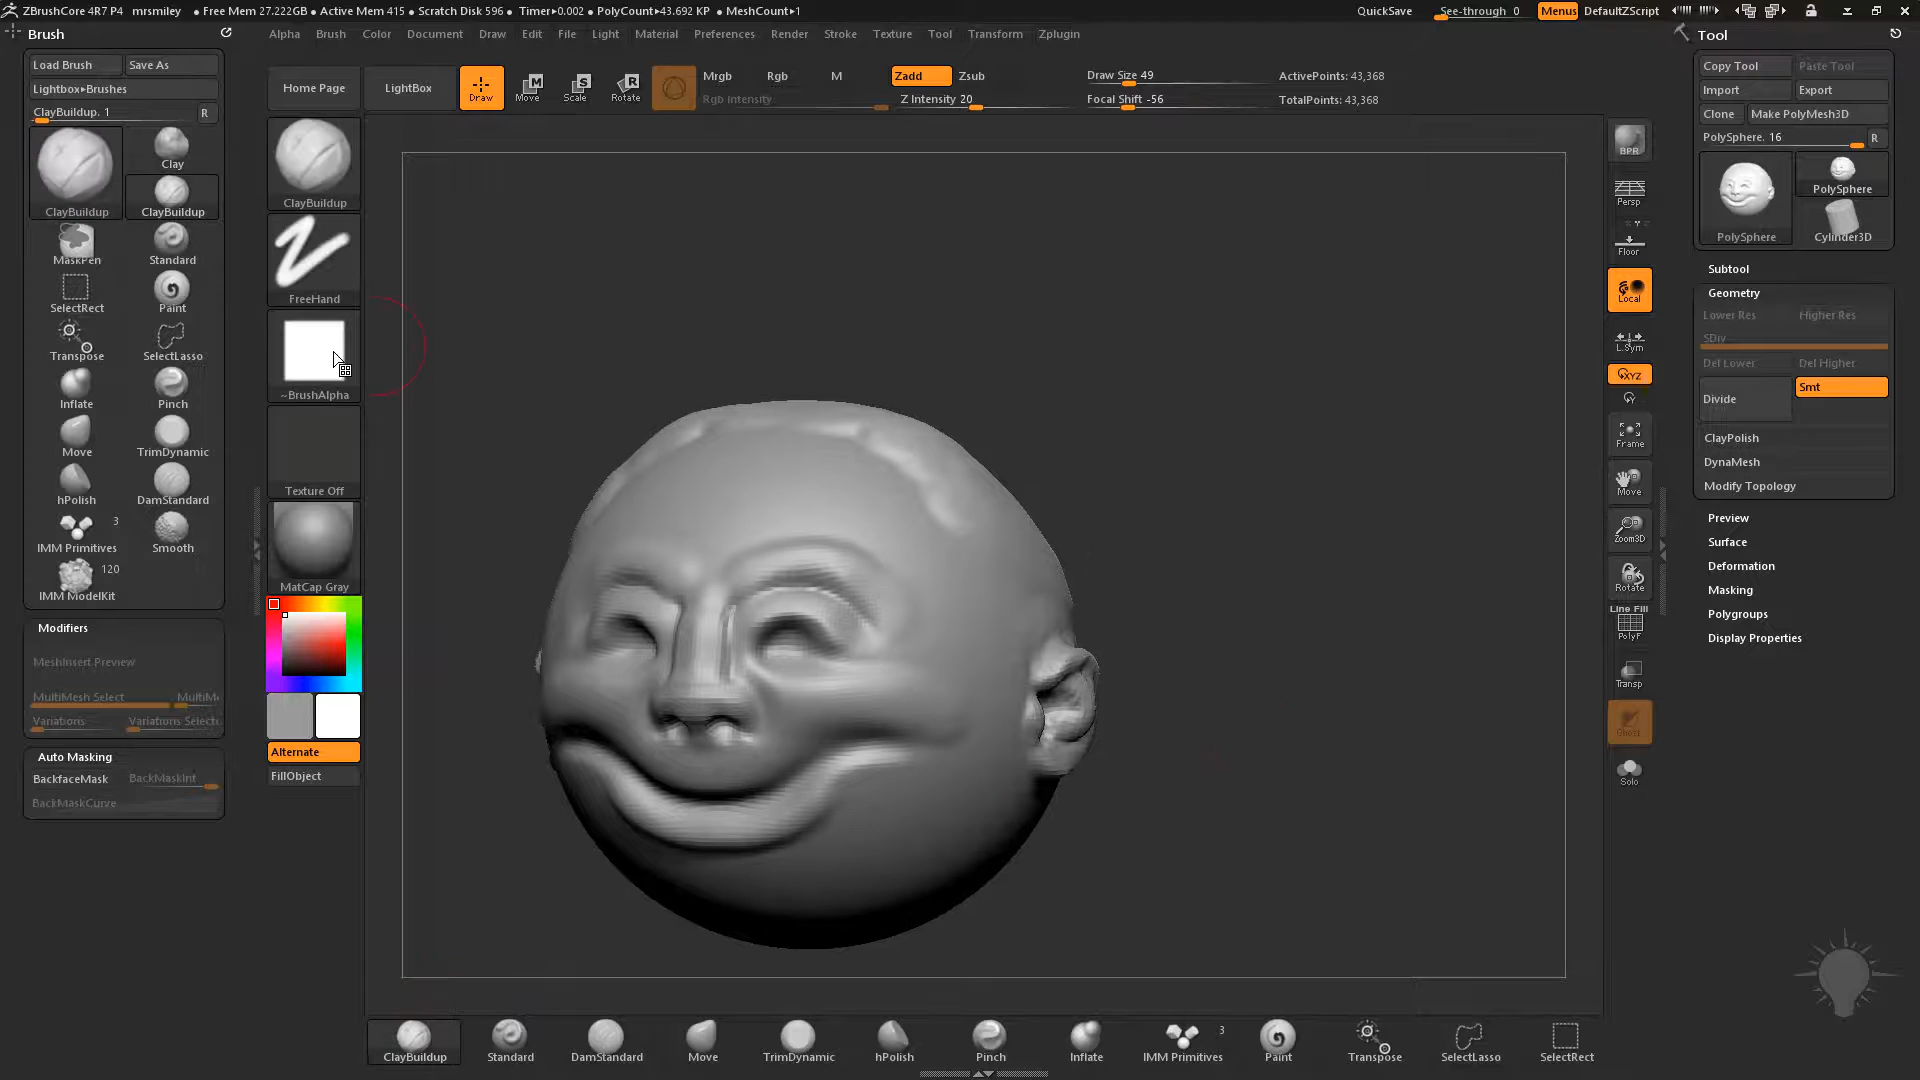 ZBrushCore 4R7 P4 mrsmiley • Free Mem 27.222GB • Active Mem 415 • Scratch Disk 596 • Timer▸0.002 • PolyCount▸43.692 KP • MeshCount▸1 QuickSave See-through 0 Menus DefaultZScript
Brush
Alpha Brush Color Document Draw Edit File Light Material Preferences Render Stroke Texture Tool Transform Zplugin
Tool
Load Brush Save As
Lightbox▸Brushes
ClayBuildup. 1 R
ClayBuildup
Clay
ClayBuildup
MaskPen Standard
SelectRect Paint
Transpose SelectLasso
Inflate Pinch
Move TrimDynamic
hPolish DamStandard
3
IMM Primitives Smooth
120
IMM ModelKit
Modifiers
MeshInsert Preview
MultiMesh Select MultiMe
Variations Variations Selecto
Auto Masking
BackfaceMask BackMaskInt
BackMaskCurve
Home Page LightBox Draw Move Scale Rotate
Mrgb Rgb M Zadd Zsub
Rgb Intensity Z Intensity 20
Draw Size 49 ActivePoints: 43,368
Focal Shift -56 TotalPoints: 43,368
ClayBuildup
FreeHand
~BrushAlpha
Texture Off
MatCap Gray
Alternate
FillObject
BPR
Persp
Floor
Local
L.Sym
XYZ
Frame
Move
Zoom3D
Rotate
Line Fill
PolyF
Transp
Ghost
Solo
Copy Tool Paste Tool
Import Export
Clone Make PolyMesh3D
PolySphere. 16 R
PolySphere
PolySphere
Cylinder3D
Subtool
Geometry
Lower Res Higher Res
SDiv
Del Lower Del Higher
Divide Smt
ClayPolish
DynaMesh
Modify Topology
Preview
Surface
Deformation
Masking
Polygroups
Display Properties
3
ClayBuildup Standard DamStandard Move TrimDynamic hPolish Pinch Inflate IMM Primitives Paint Transpose SelectLasso SelectRect